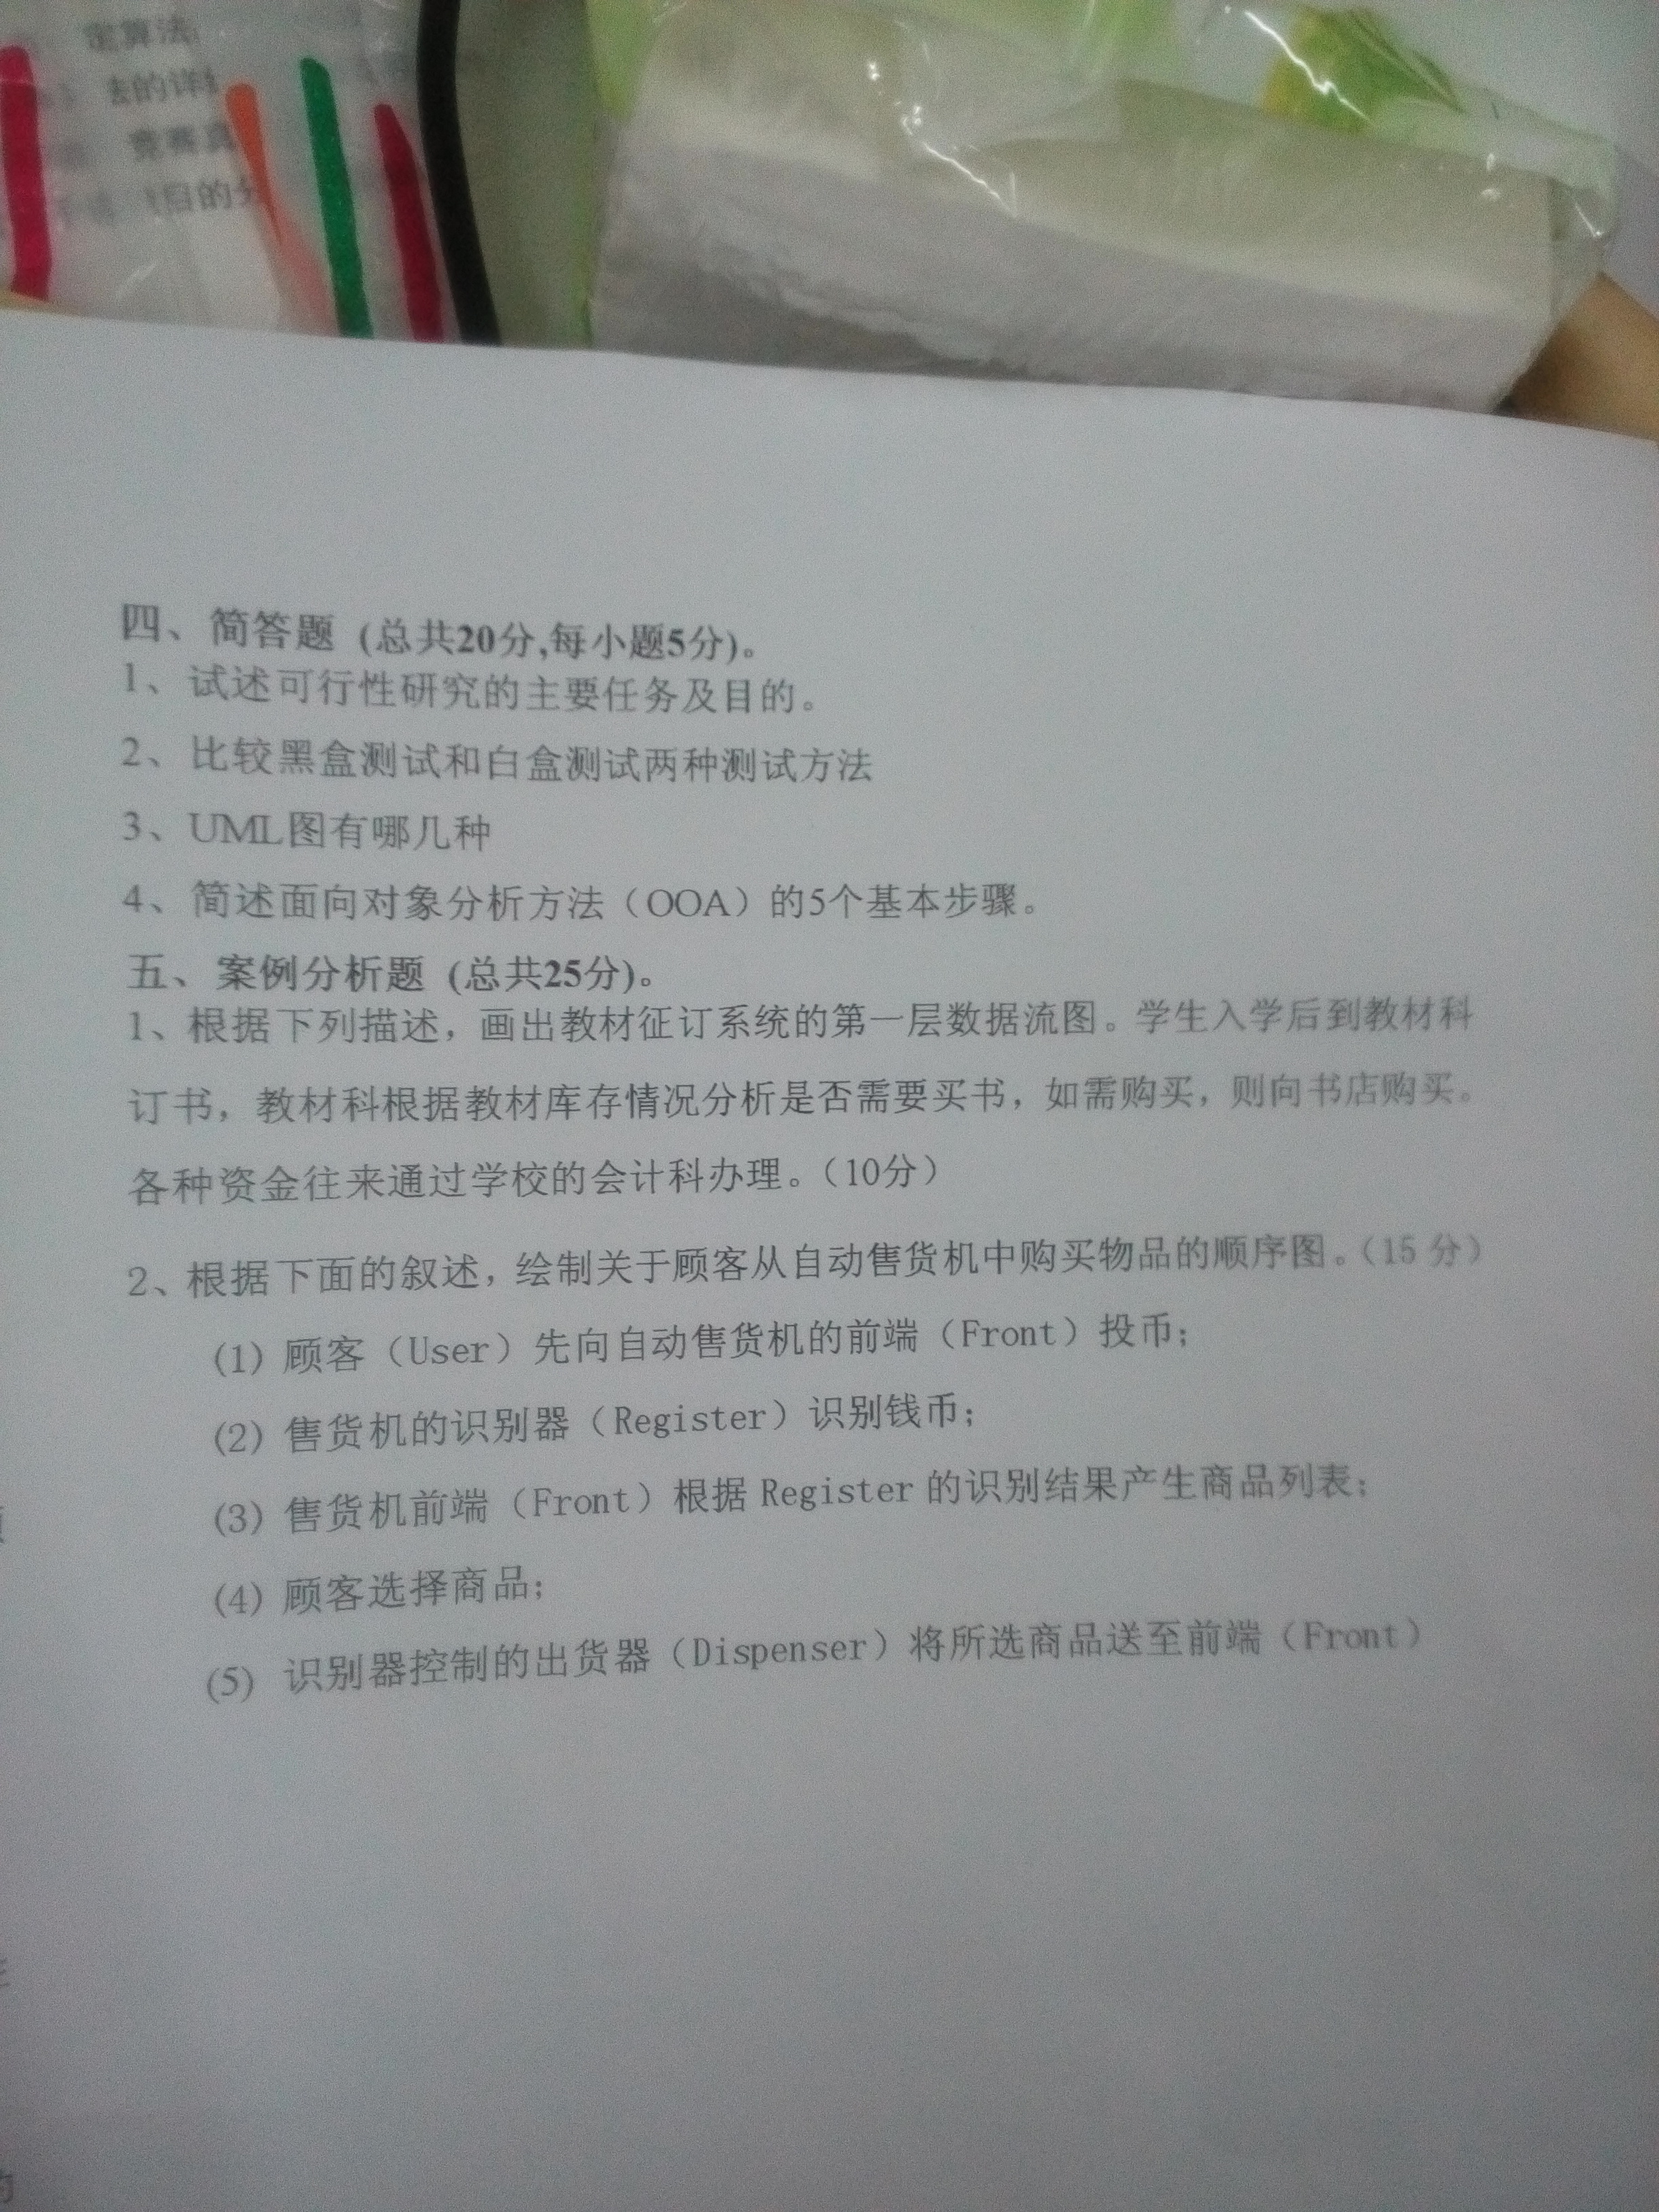 定算法
去的详
竞赛真
目的分
四、简答题 (总共20分,每小题5分)。
1、试述可行性研究的主要任务及目的。
2、比较黑盒测试和白盒测试两种测试方法
3、UML图有哪几种
4、简述面向对象分析方法（OOA）的5个基本步骤。
五、案例分析题 (总共25分)。
1、根据下列描述，画出教材征订系统的第一层数据流图。学生入学后到教材科
订书，教材科根据教材库存情况分析是否需要买书，如需购买，则向书店购买。
各种资金往来通过学校的会计科办理。（10分）
2、根据下面的叙述，绘制关于顾客从自动售货机中购买物品的顺序图。（15 分）
(1) 顾客（User）先向自动售货机的前端（Front）投币；
(2) 售货机的识别器（Register）识别钱币；
(3) 售货机前端（Front）根据 Register 的识别结果产生商品列表；
(4) 顾客选择商品；
(5) 识别器控制的出货器（Dispenser）将所选商品送至前端（Front）